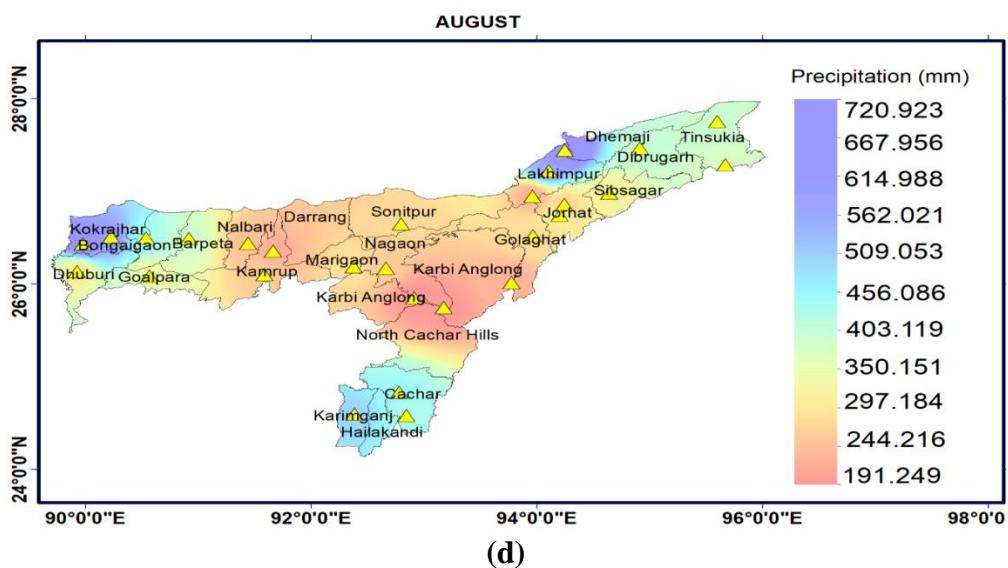 AUGUST
28°0'0"N
26°0'0"N
24°0'0"N
Precipitation (mm)
720.923
667.956
614.988
562.021
509.053
456.086
403.119
350.151
297.184
244.216
191.249
Dhemaji
Tinsukia
Dibrugarh
Lakhimpur
Sibsagar
Jorhat
Sonitpur
Darrang
Kokrajhar
Nalbari
Bongaigaon
Barpeta
Nagaon
Golaghat
Marigaon
Dhuburi
Goalpara
Kamrup
Karbi Anglong
Karbi Anglong
North Cachar Hills
Cachar
Karimganj
Hailakandi
90°0'0"E
92°0'0"E
94°0'0"E
96°0'0"E
98°0'
(d)